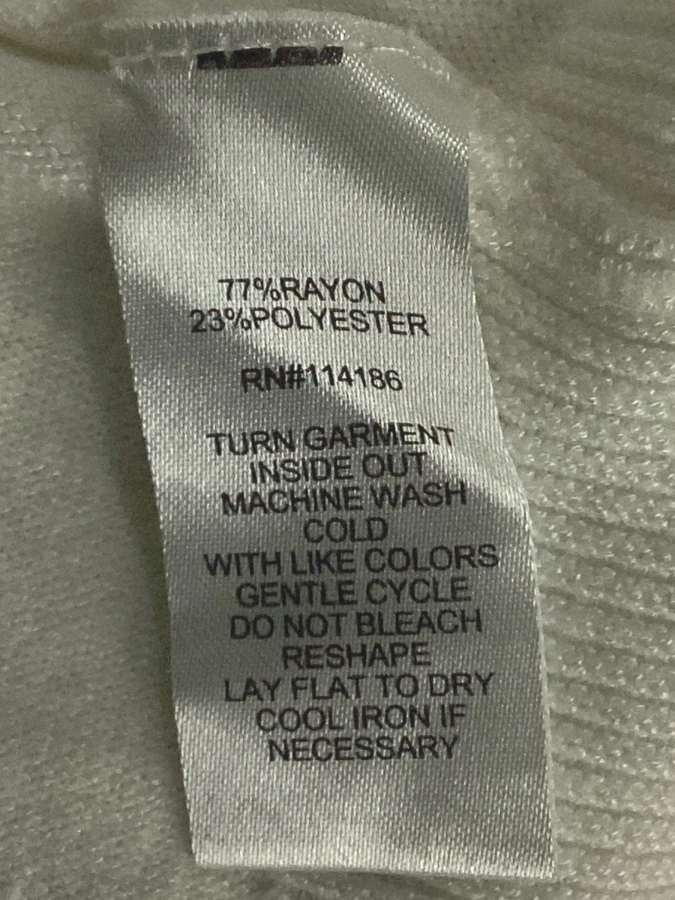 77%RAYON
23%POLYESTER
RN#114186
TURN GARMENT
INSIDE OUT
MACHINE WASH
COLD
WITH LIKE COLORS
GENTLE CYCLE
DO NOT BLEACH
RESHAPE
LAY FLAT TO DRY
COOL IRON IF
NECESSARY